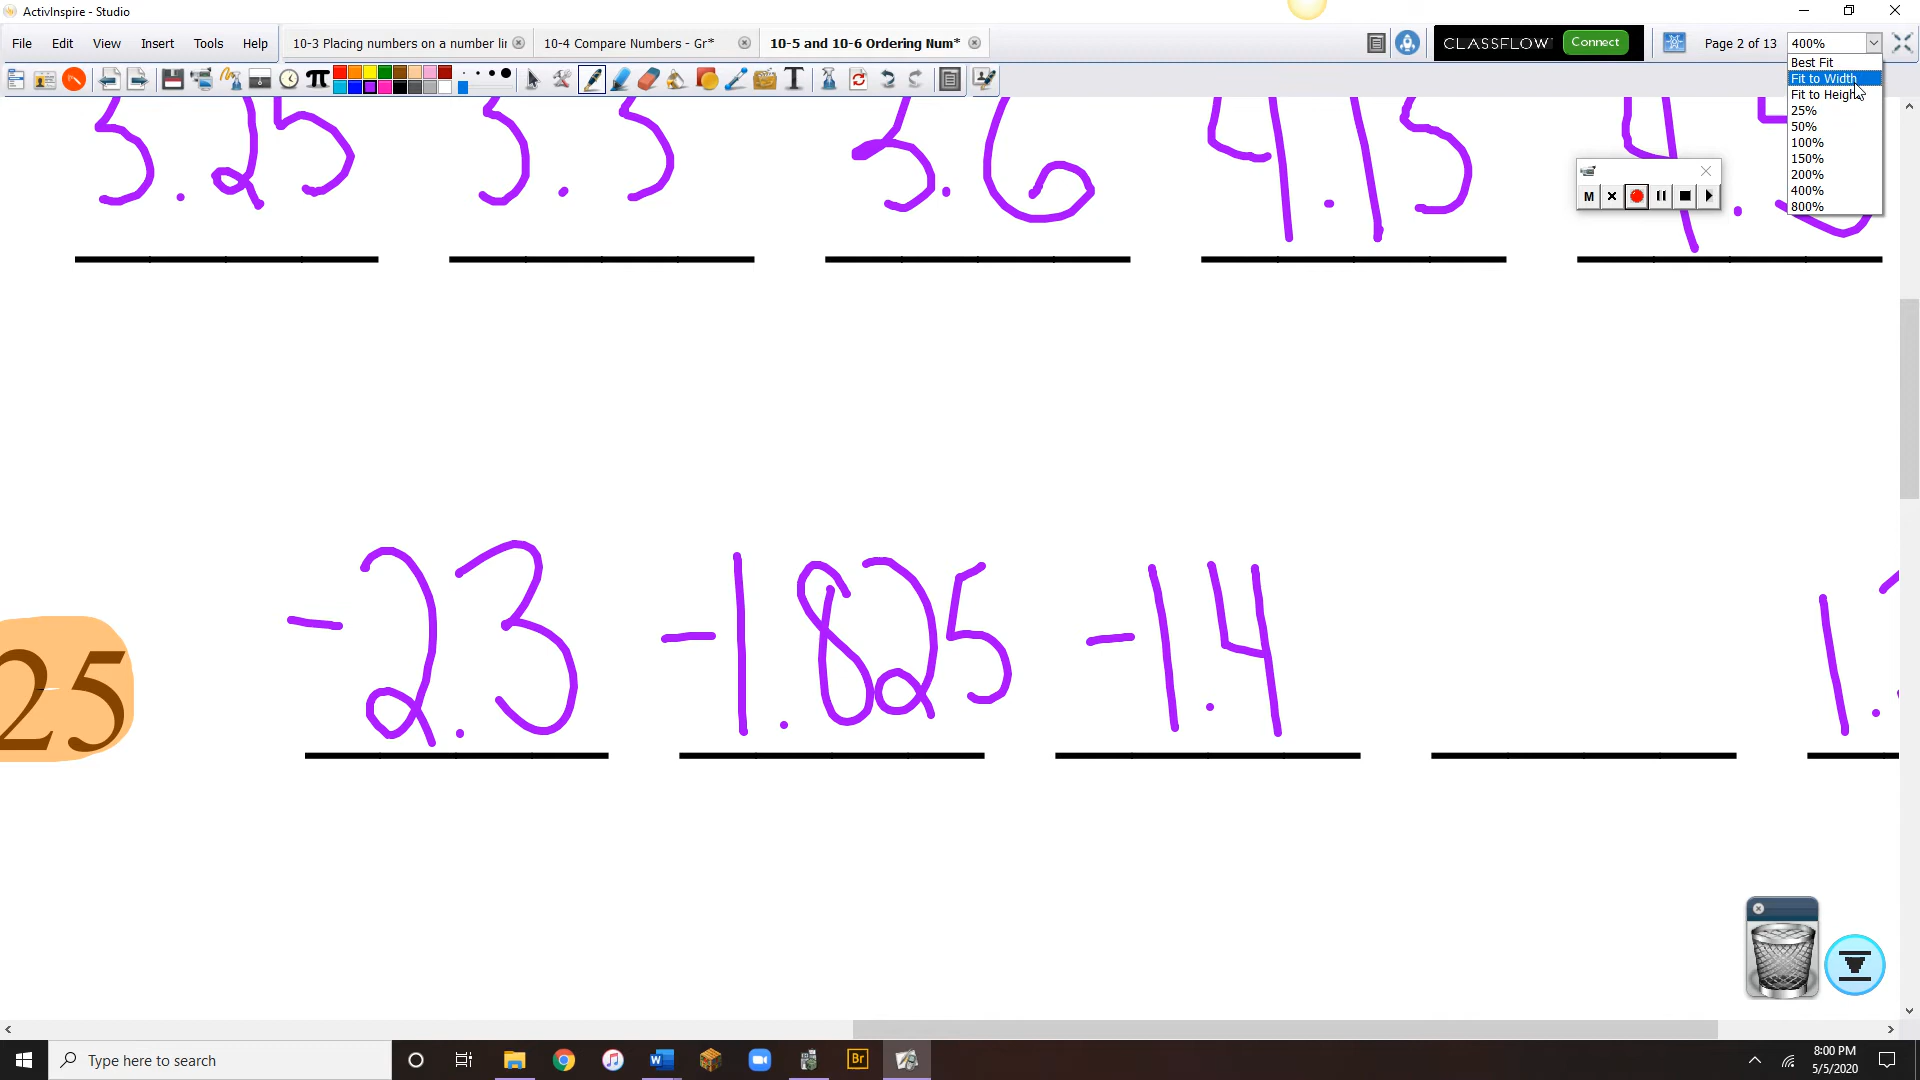 ActivInspire - Studio
File Edit View Insert Tools Help 10-3 Placing numbers on a number li 10-4 Compare Numbers - Gr* 10-5 and 10-6 Ordering Num* CLASSFLOW Connect Page 2 of 13 400%
Best Fit
Fit to Width
Fit to Heigh
25%
50%
100%
150%
200%
400%
800%
M
3.25 3.5 3.6 4.15
25 -2.3 -1.825 -1.4
Type here to search
Br
8:00 PM
5/5/2020